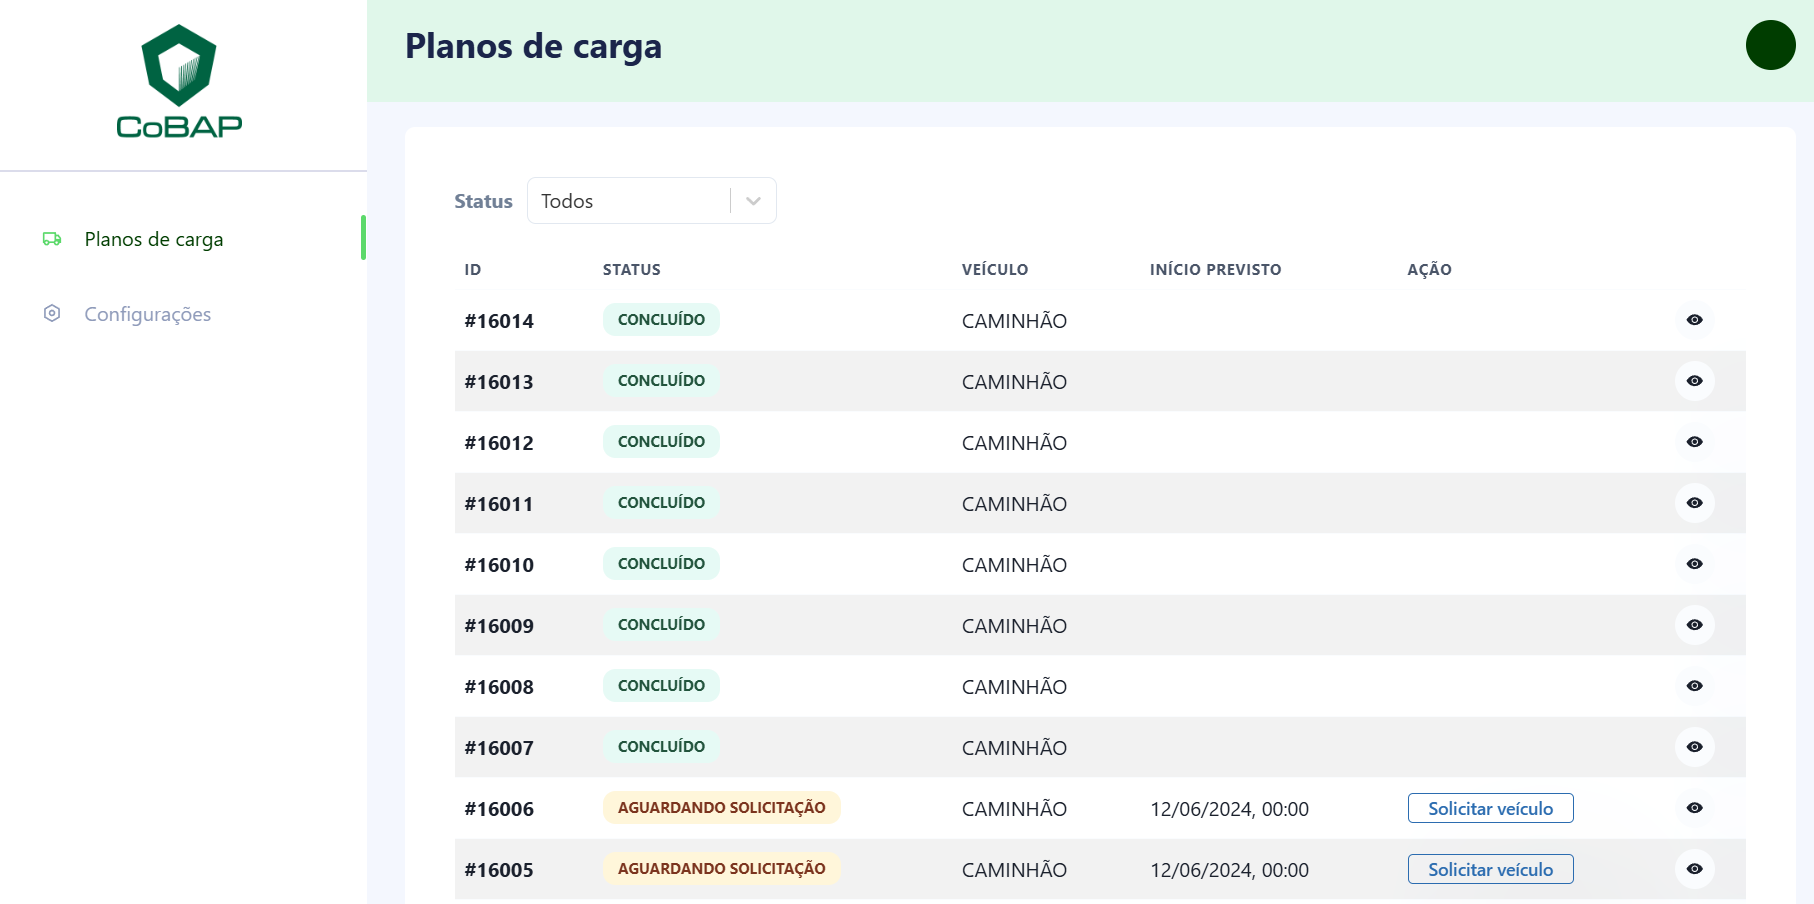 CoBAP
Planos de carga
Configurações
Planos de carga
Status Todos
ID STATUS VEÍCULO INÍCIO PREVISTO AÇÃO
#16014 CONCLUÍDO CAMINHÃO
#16013 CONCLUÍDO CAMINHÃO
#16012 CONCLUÍDO CAMINHÃO
#16011 CONCLUÍDO CAMINHÃO
#16010 CONCLUÍDO CAMINHÃO
#16009 CONCLUÍDO CAMINHÃO
#16008 CONCLUÍDO CAMINHÃO
#16007 CONCLUÍDO CAMINHÃO
#16006 AGUARDANDO SOLICITAÇÃO CAMINHÃO 12/06/2024, 00:00 Solicitar veículo
#16005 AGUARDANDO SOLICITAÇÃO CAMINHÃO 12/06/2024, 00:00 Solicitar veículo